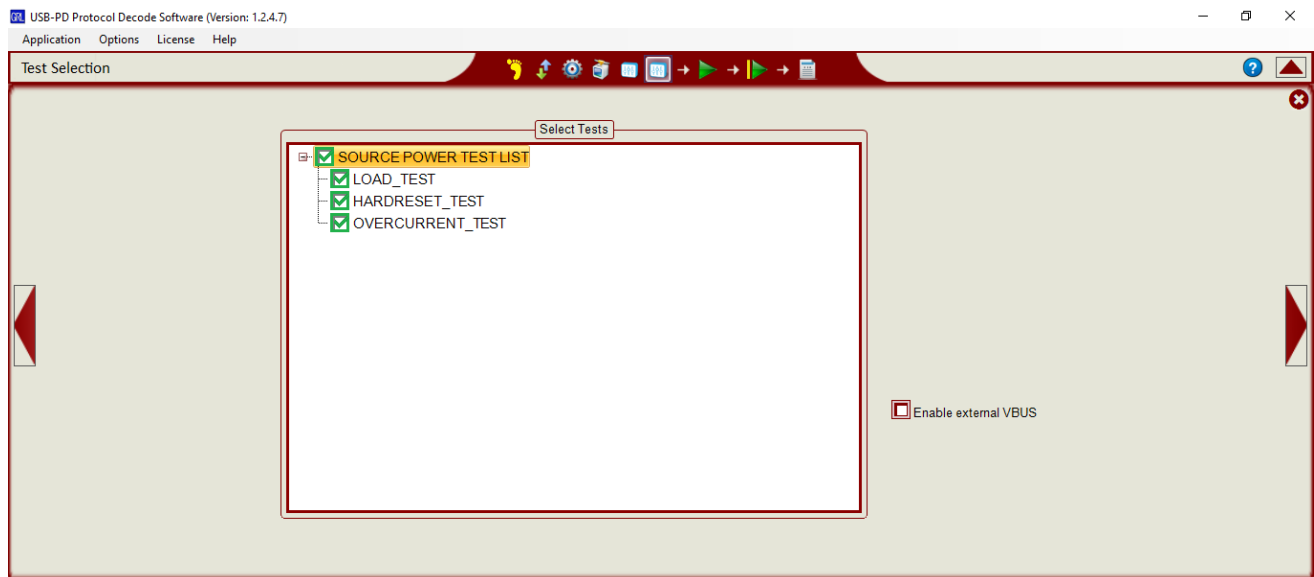 GRL USB-PD Protocol Decode Software (Version: 1.2.4.7)
Application Options License Help
Test Selection
Select Tests
SOURCE POWER TEST LIST
LOAD_TEST
HARDRESET_TEST
OVERCURRENT_TEST
Enable external VBUS